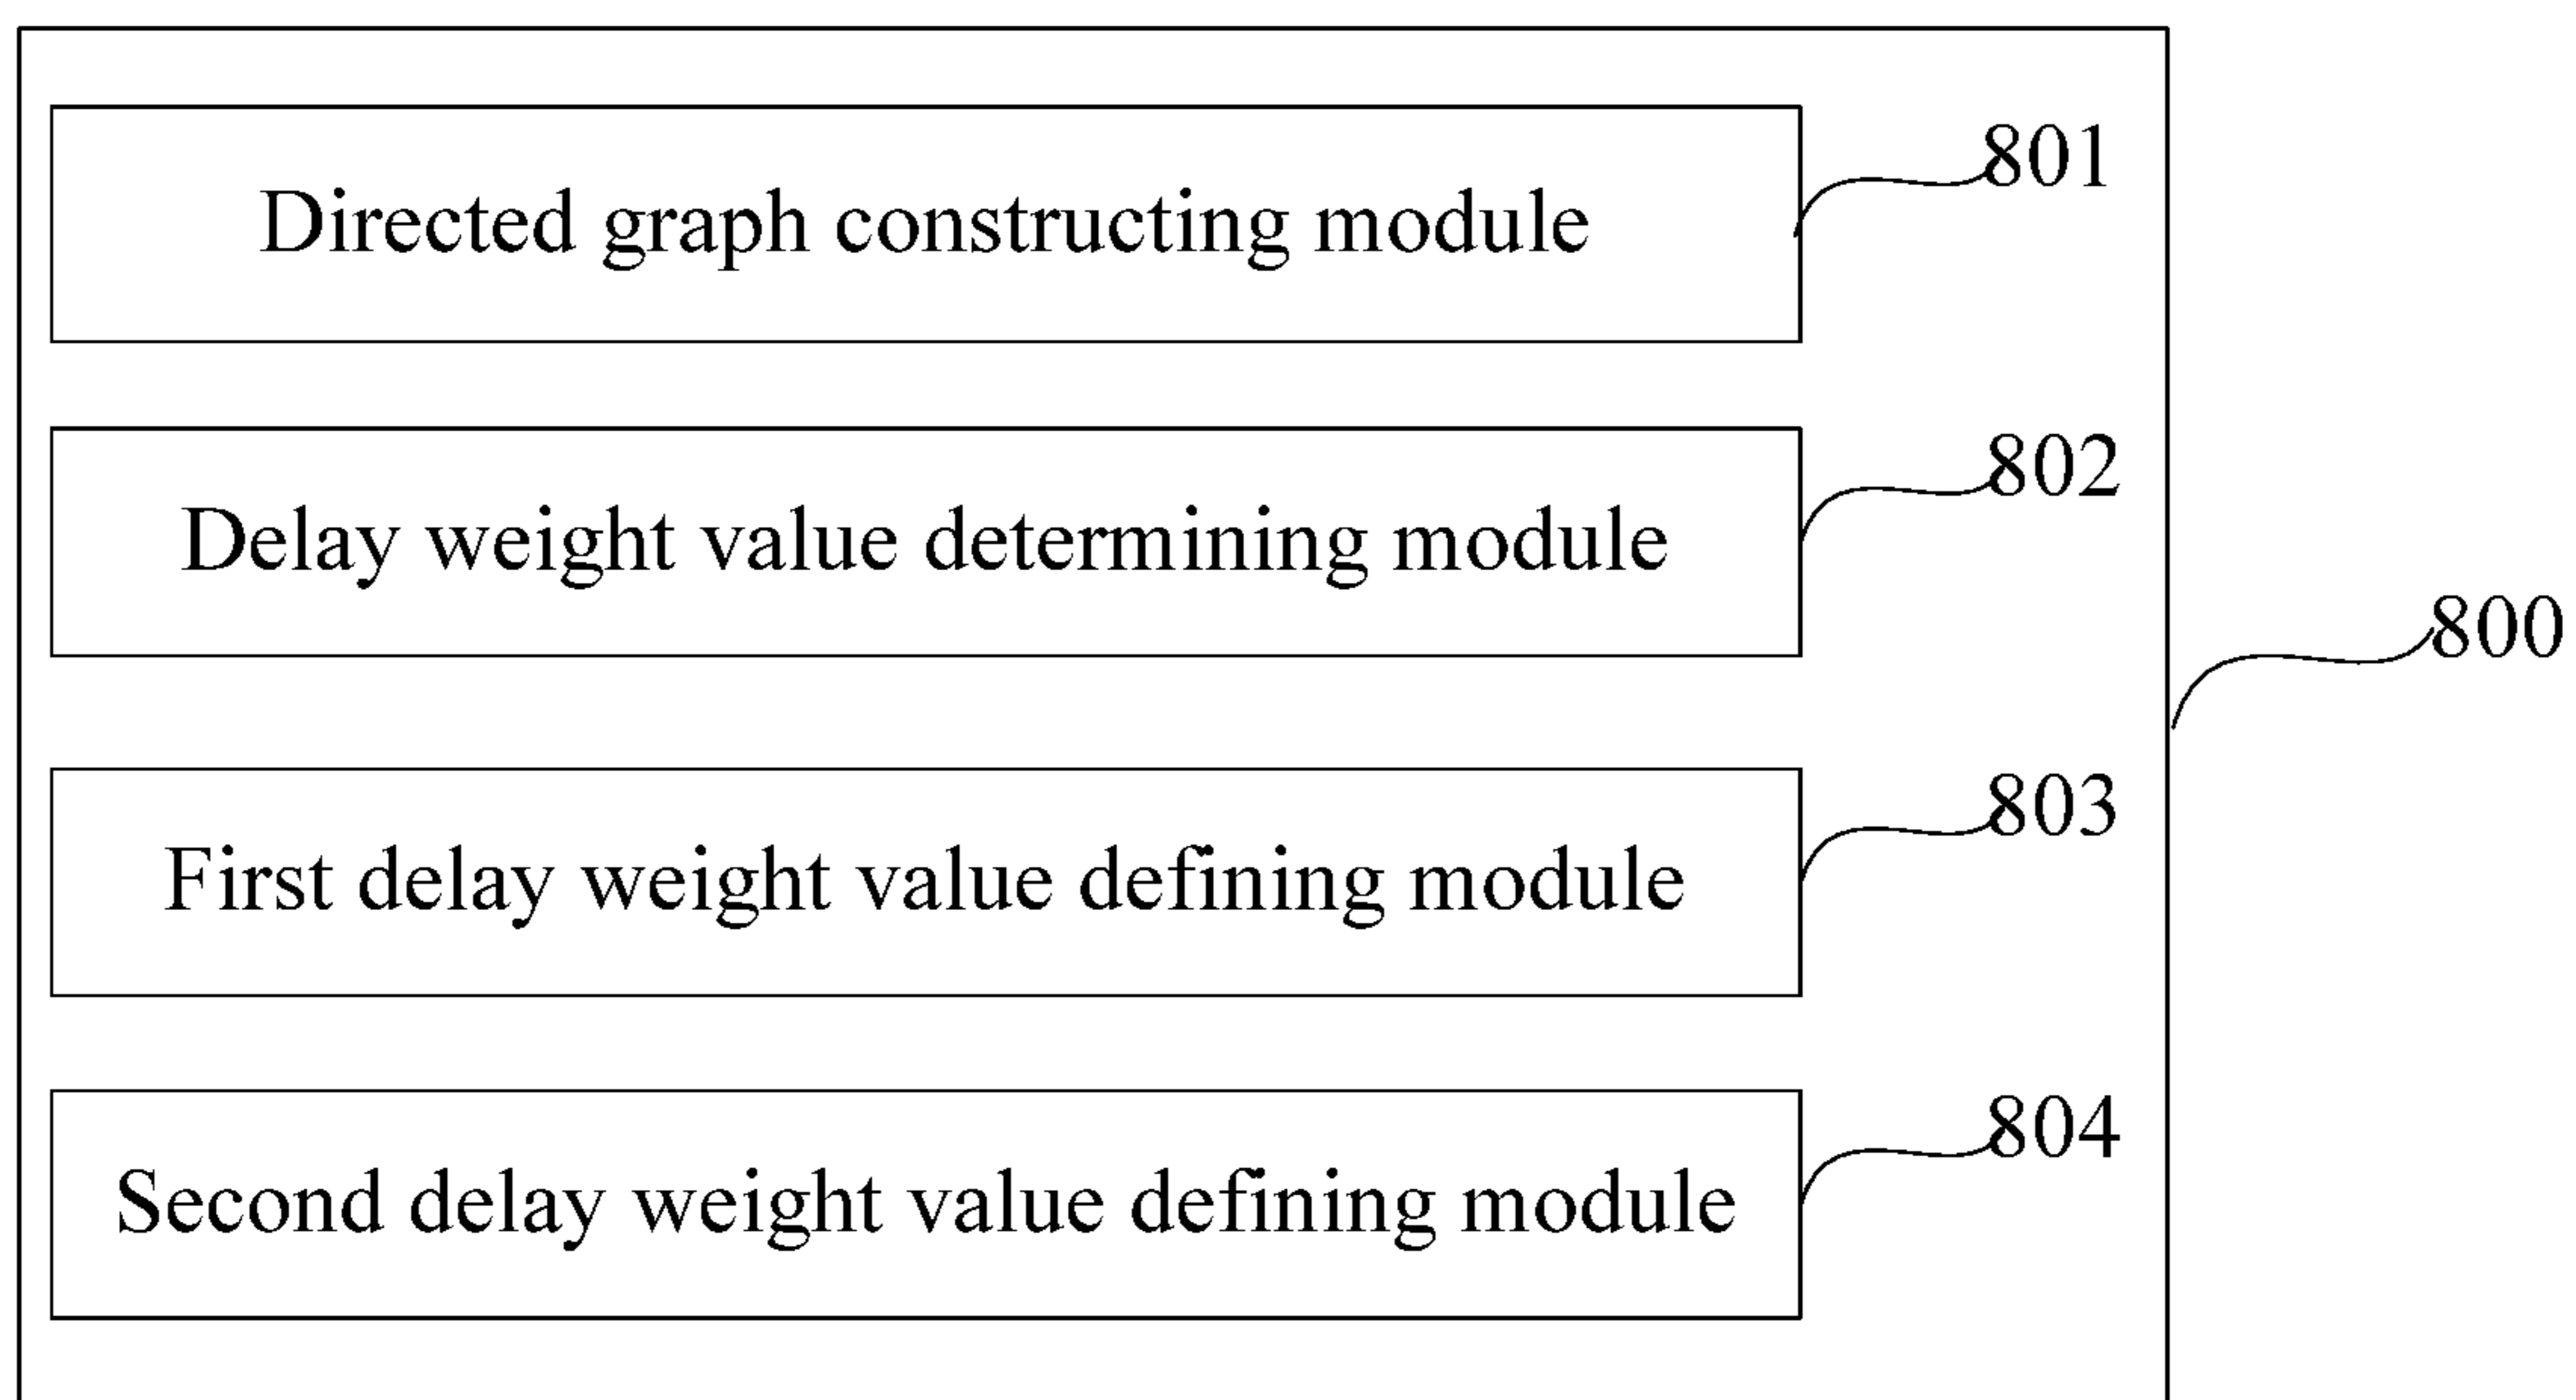 Directed graph constructing module
801
Delay weight value determining module
802
800
First delay weight value defining module
803
Second delay weight value defining module
804